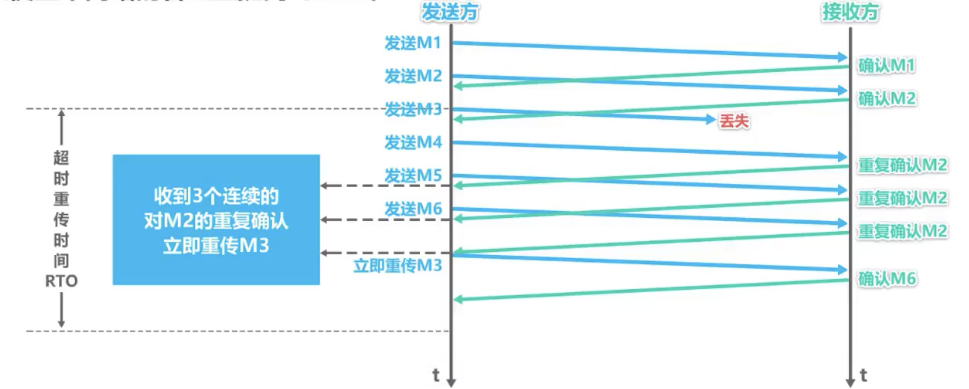 发送方
接收方
发送M1
确认M1
发送M2
确认M2
发送M3
丢失
发送M4
重复确认M2
发送M5
重复确认M2
发送M6
重复确认M2
立即重传M3
确认M6
超时重传时间
RTO
收到3个连续的
对M2的重复确认
立即重传M3
t
t